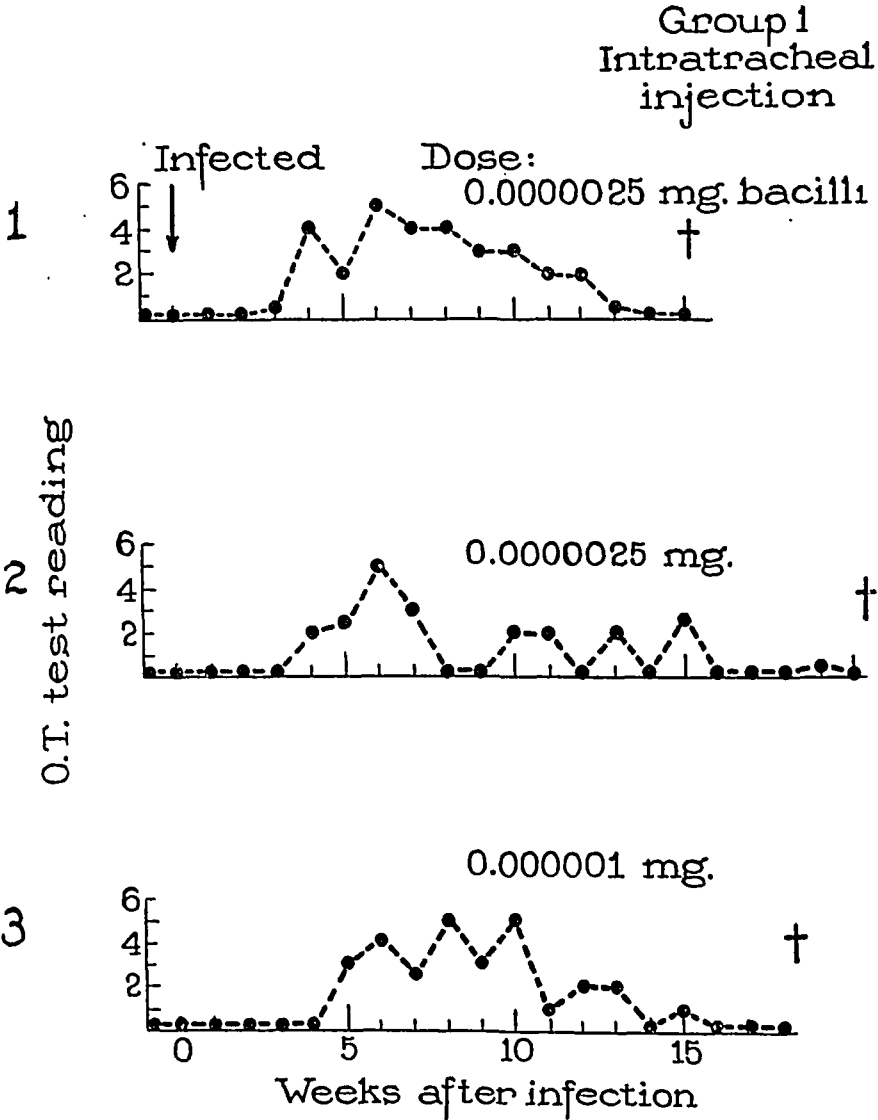 Group 1
Intratracheal
injection
Infected
Dose:
0.0000025 mg. bacilli
1
6
4
2
O.T. test reading
2
0.0000025 mg.
6
4
2
3
0.000001 mg.
6
4
2
0 5 10 15
Weeks after infection